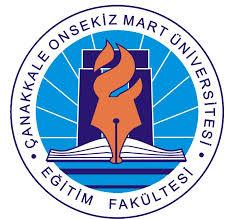 ÇANAKKALE ONSEKİZ MART ÜNİVERSİTESİ
EĞİTİM FAKÜLTESİ